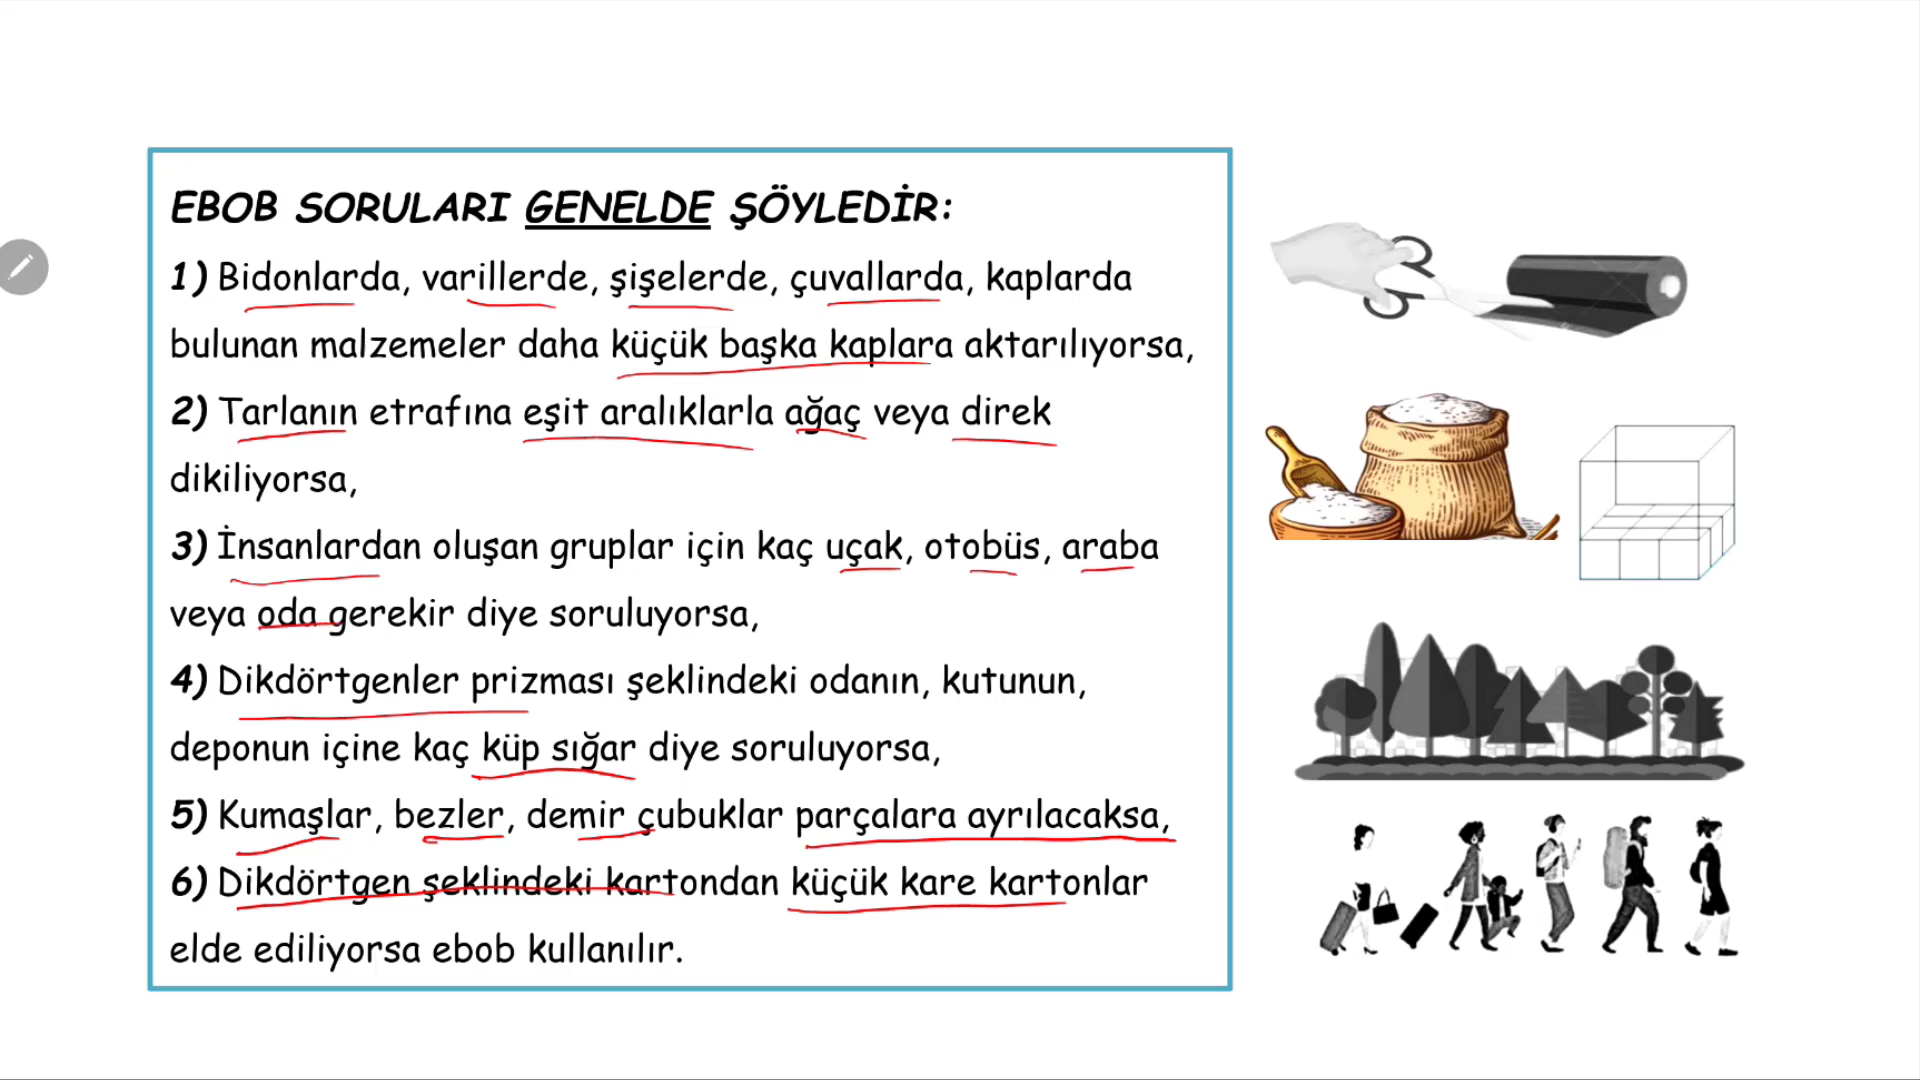 EBOB SORULARI GENELDE ŞÖYLEDİR:
1) Bidonlarda, varillerde, şişelerde, çuvallarda, kaplarda
bulunan malzemeler daha küçük başka kaplara aktarılıyorsa,
2) Tarlanın etrafına eşit aralıklarla ağaç veya direk
dikiliyorsa,
3) İnsanlardan oluşan gruplar için kaç uçak, otobüs, araba
veya oda gerekir diye soruluyorsa,
4) Dikdörtgenler prizması şeklindeki odanın, kutunun,
deponun içine kaç küp sığar diye soruluyorsa,
5) Kumaşlar, bezler, demir çubuklar parçalara ayrılacaksa,
6) Dikdörtgen şeklindeki kartondan küçük kare kartonlar
elde ediliyorsa ebob kullanılır.